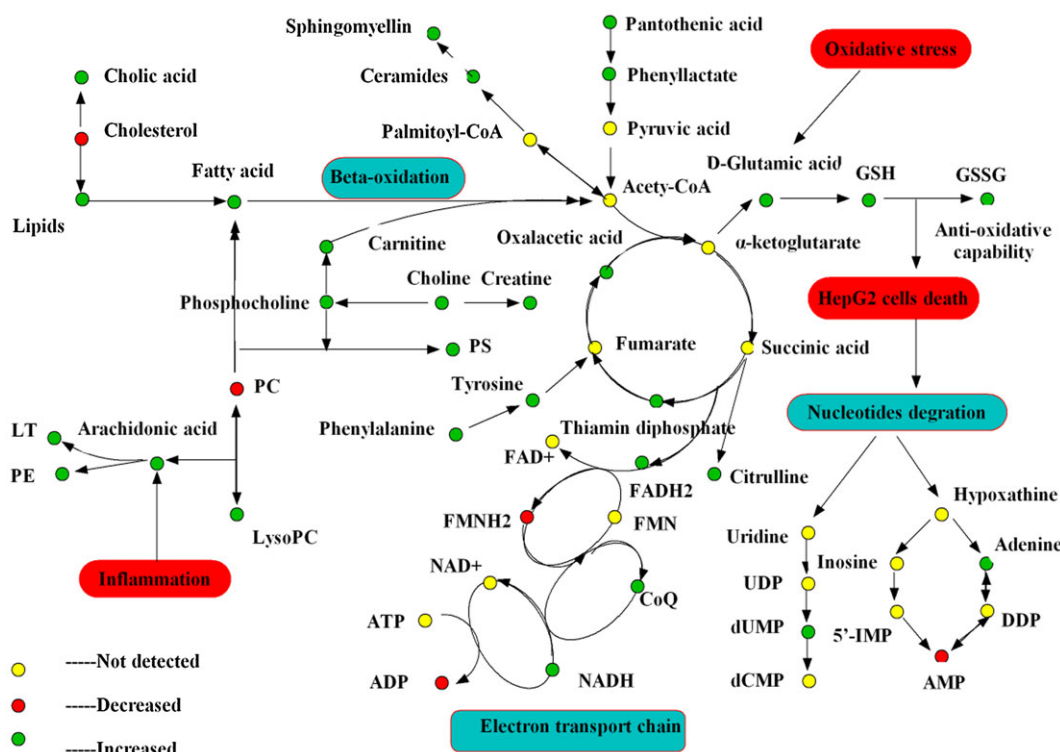 Sphingomyellin
Pantothenic acid
Oxidative stress
Cholic acid
Ceramides
Phenyllactate
Cholesterol
Palmitoyl-CoA
Pyruvic acid
Fatty acid
Beta-oxidation
Acety-CoA
D-Glutamic acid
GSH
GSSG
Lipids
Carnitine
Oxalacetic acid
α-ketoglutarate
Anti-oxidative
capability
Phosphocholine
Choline
Creatine
HepG2 cells death
PS
Fumarate
Succinic acid
PC
Tyrosine
Nucleotides degration
LT
Arachidonic acid
Phenylalanine
Thiamin diphosphate
PE
FAD+
Citrulline
FADH2
Hypoxathine
LysoPC
FMNH2
FMN
Uridine
Inosine
Adenine
Inflammation
NAD+
UDP
CoQ
ATP
dUMP
5'-IMP
DDP
-----Not detected
ADP
NADH
dCMP
AMP
-----Decreased
Electron transport chain
-----Increased